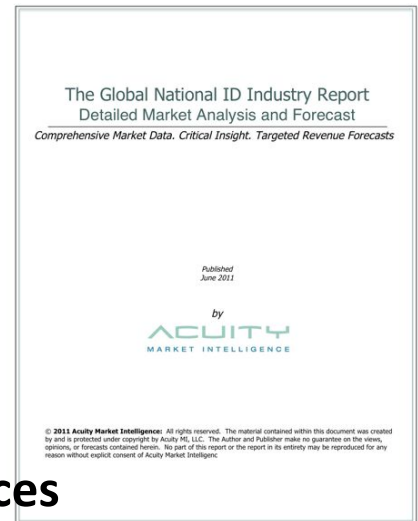 The Global National ID Industry Report
Detailed Market Analysis and Forecast
Comprehensive Market Data. Critical Insight. Targeted Revenue Forecasts
Published
June 2011
by
ACUITY
MARKET INTELLIGENCE
© 2011 Acuity Market Intelligence: All rights reserved. The material contained within this document was created
by and is protected under copyright by Acuity MI, LLC. The Author and Publisher make no guarantee on the views,
opinions, or forecasts contained herein. No part of this report or the report in its entirety may be reproduced for any
reason without explicit consent of Acuity Market Intelligenc
ces